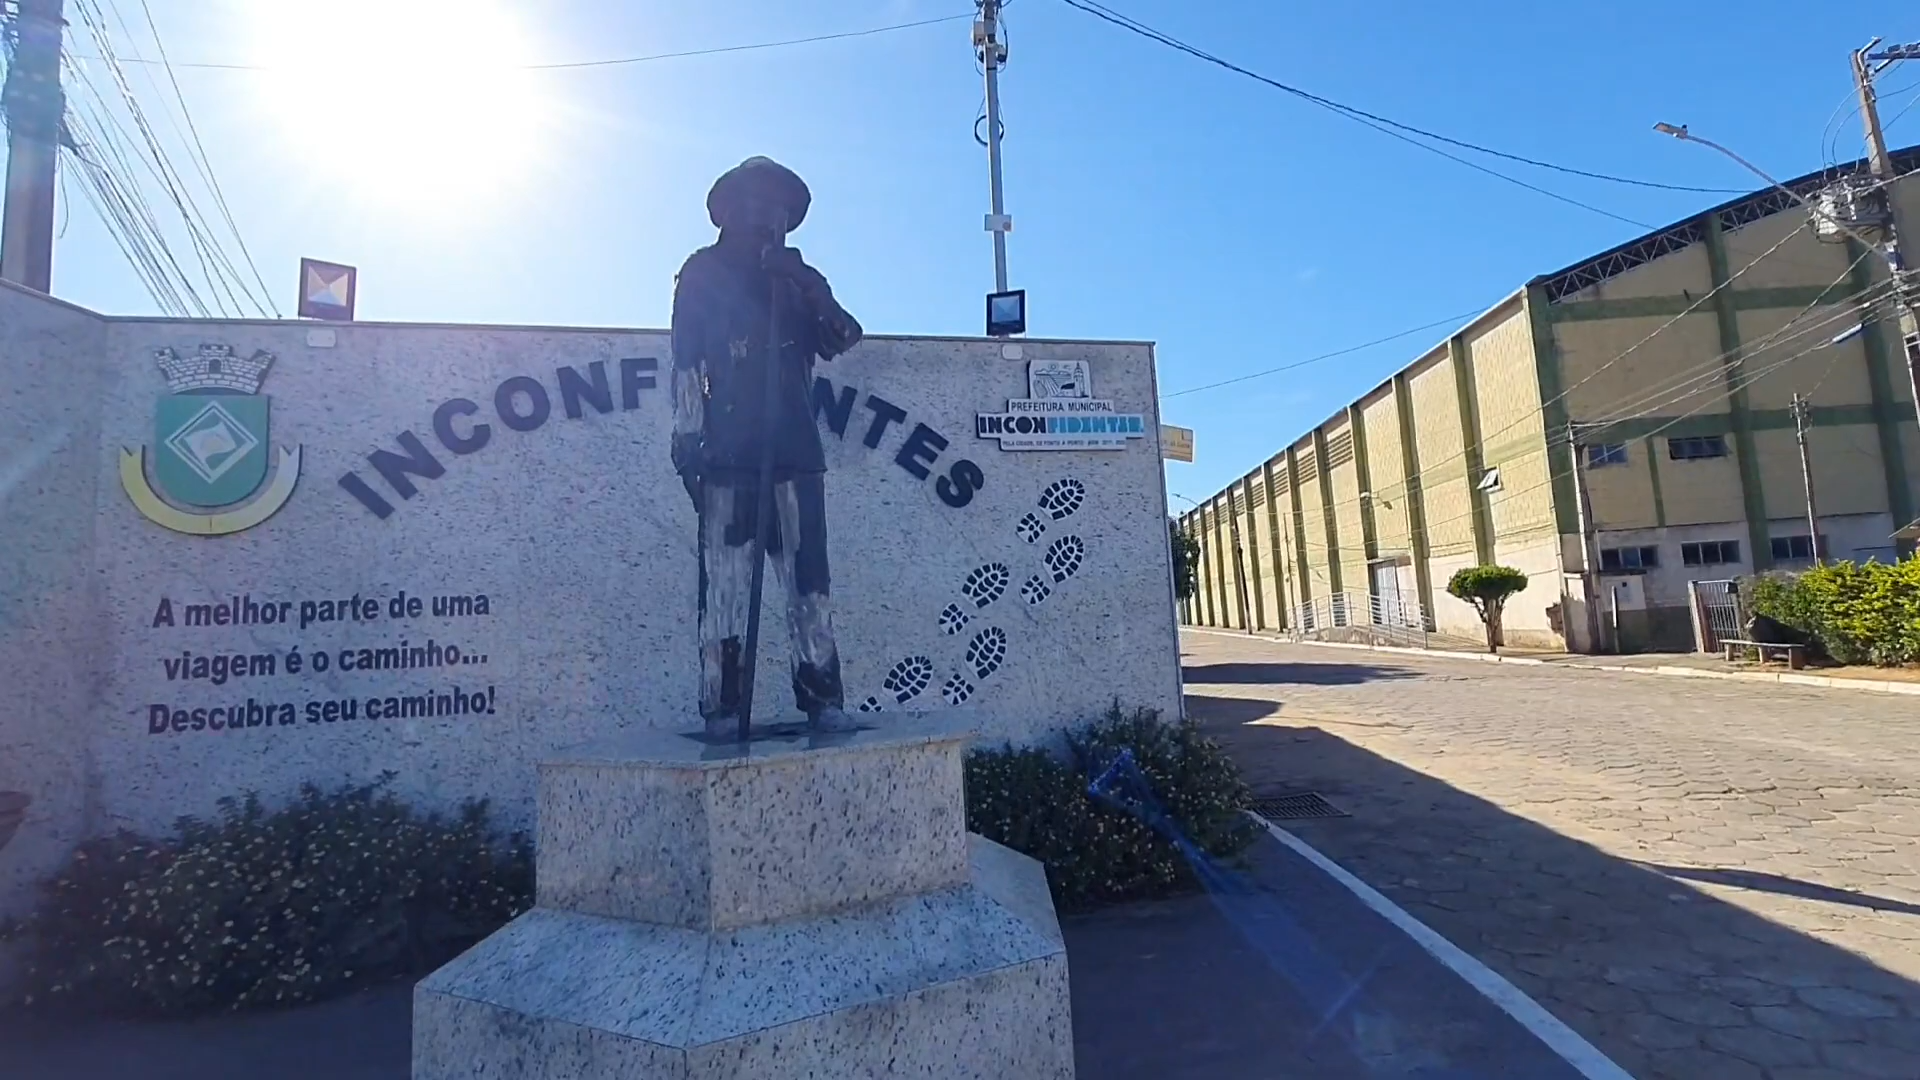 INCONF NTES
PREFEITURA MUNICIPAL
INCONFIDENTES
A melhor parte de uma
viagem é o caminho...
Descubra seu caminho!